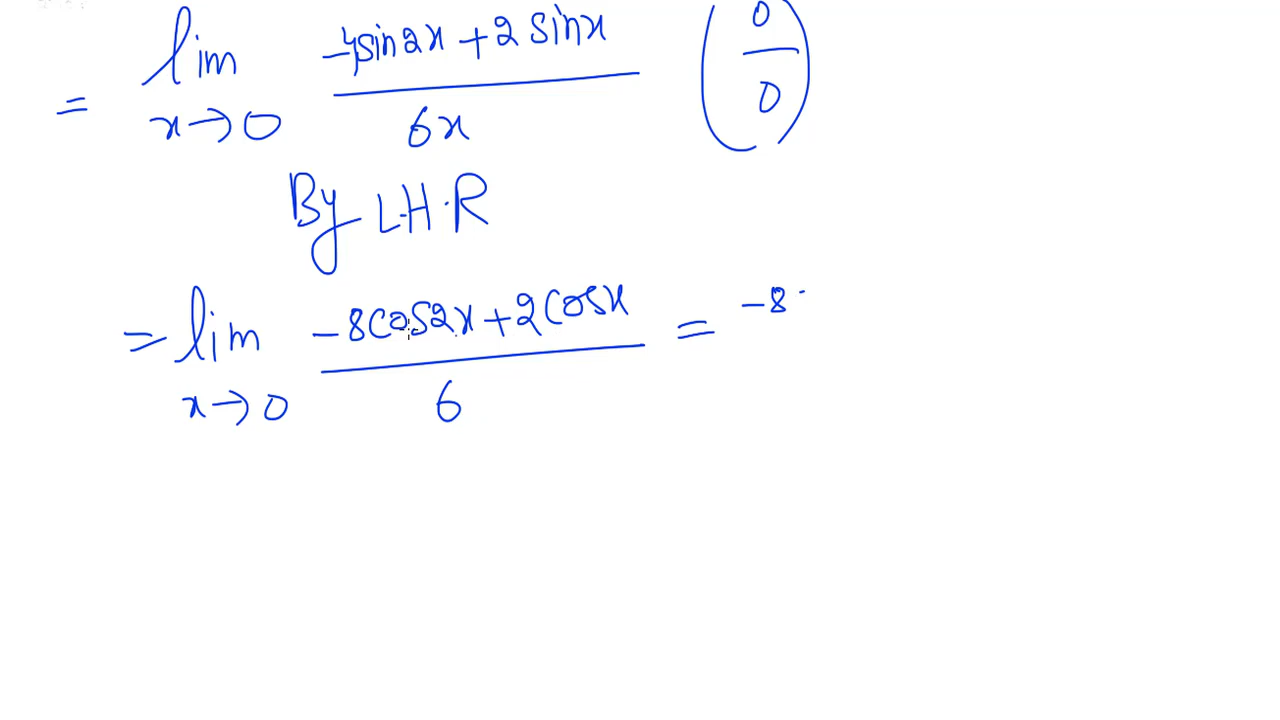 = lim x→0 (-4sin2x + 2 sinx)/(6x) (0/0)
By L.H.R
= lim x→0 (-8cos2x + 2cosx)/6 = -8 ·